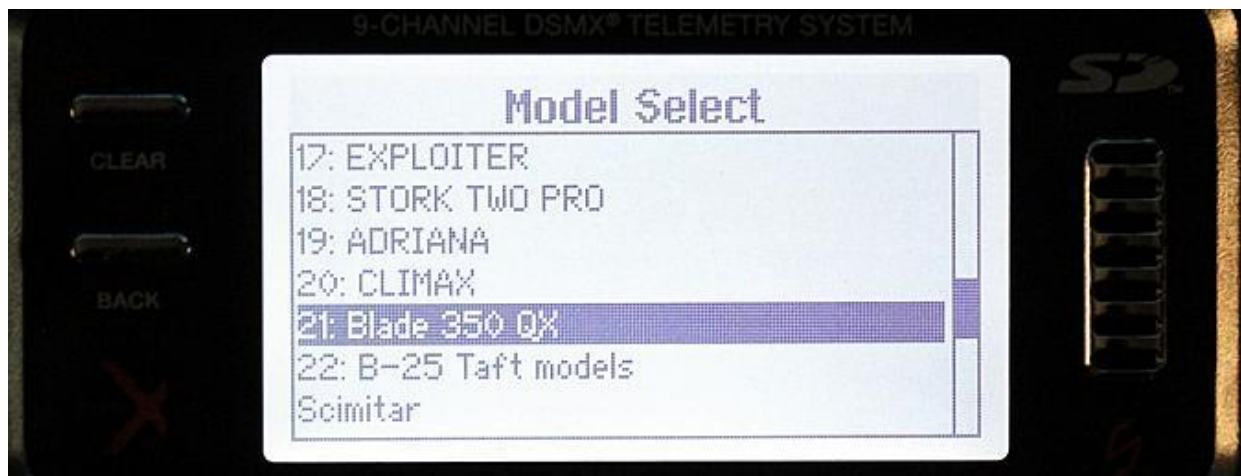 9-CHANNEL DSMX® TELEMETRY SYSTEM
SD
Model Select
CLEAR
17: EXPLOITER
18: STORK TWO PRO
19: ADRIANA
20: CLIMAX
BACK
21: Blade 350 QX
22: B-25 Taft models
Scimitar